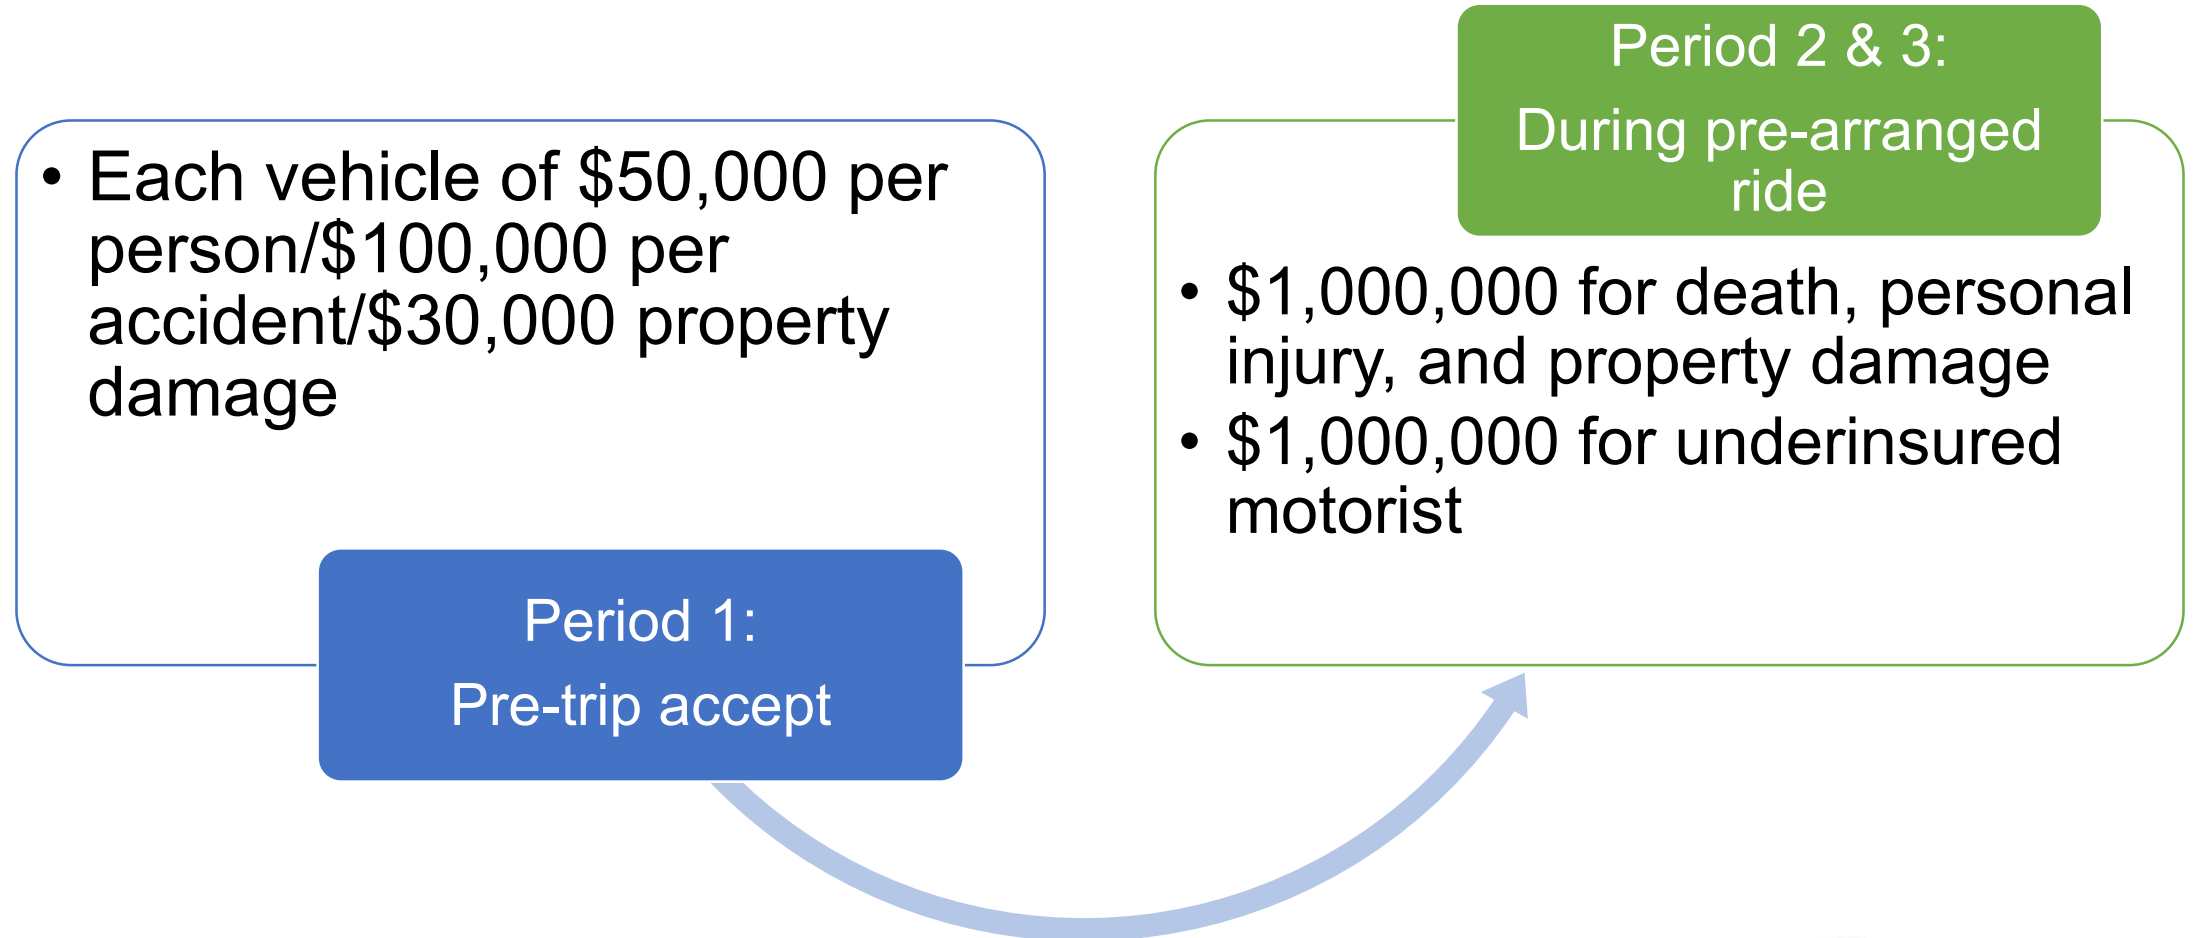 • Each vehicle of $50,000 per
person/$100,000 per
accident/$30,000 property
damage
Period 1:
Pre-trip accept
Period 2 & 3:
During pre-arranged
ride
• $1,000,000 for death, personal
injury, and property damage
• $1,000,000 for underinsured
motorist